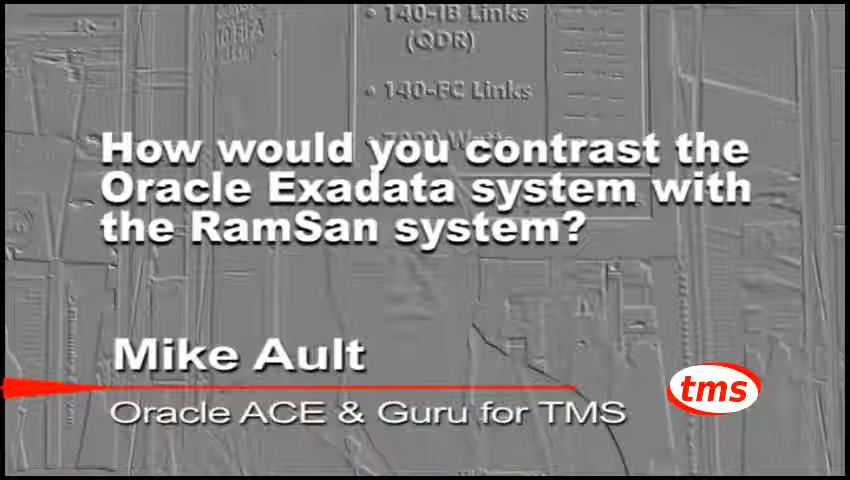 • 140-IB Links
(QDR)
• 140-FC Links
How would you contrast the
Oracle Exadata system with
the RamSan system?
Mike Ault
Oracle ACE & Guru for TMS
tms